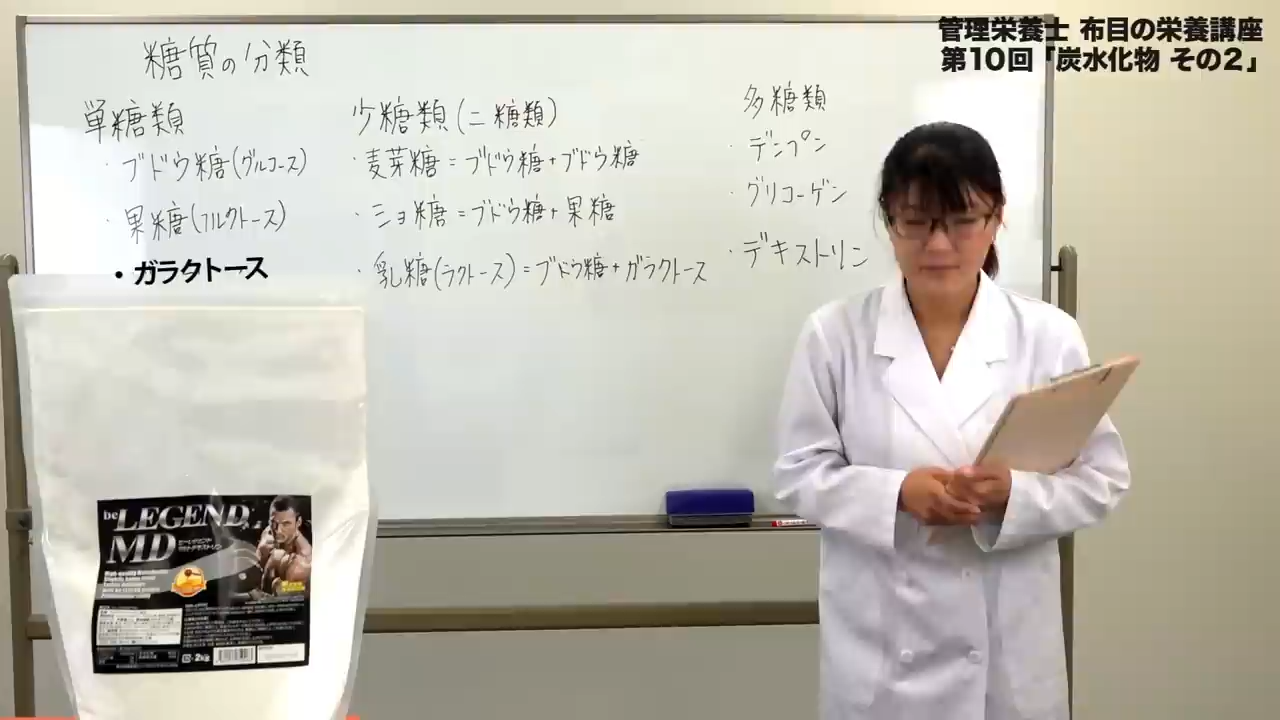 管理栄養士 布目の栄養講座
第10回「炭水化物 その2」
糖質の分類
単糖類
・ブドウ糖(グルコース)
・果糖(フルクトース)
・ガラクトース
少糖類(二糖類)
・麦芽糖=ブドウ糖+ブドウ糖
・ショ糖=ブドウ糖+果糖
・乳糖(ラクトース)=ブドウ糖+ガラクトース
多糖類
・デンプン
・グリコーゲン
・デキストリン
be LEGEND
MD
2kg